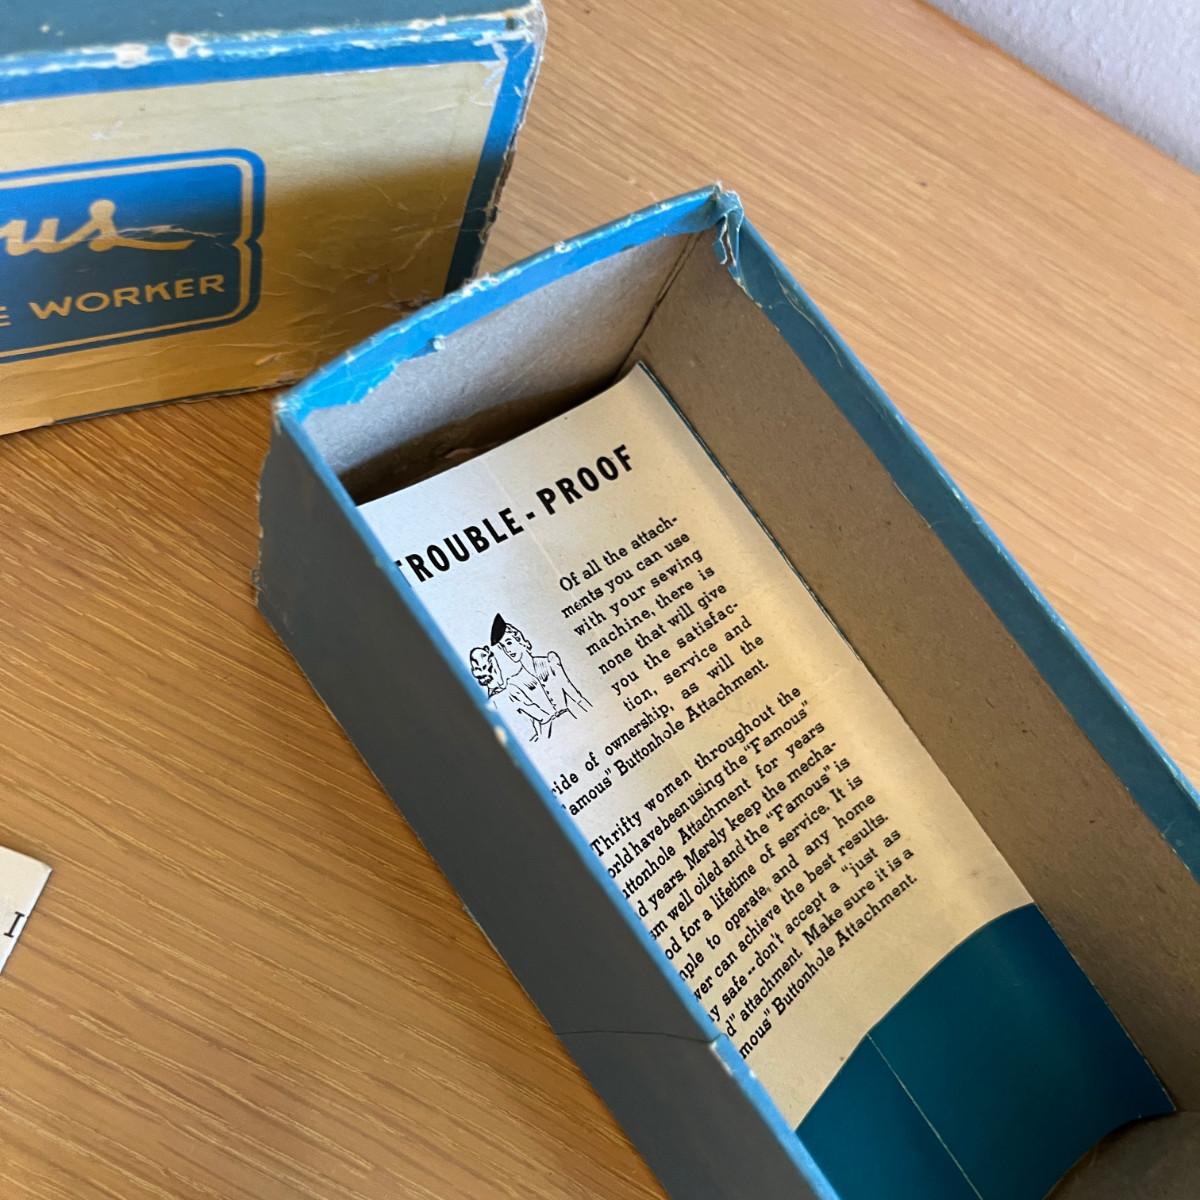 us
E WORKER
TROUBLE-PROOF
Of all the attach-
ments you can use
with your sewing
machine, there is
none that will give
you the satisfac-
tion, service and
ride of ownership, as will the
amous" Buttonhole Attachment.
Thrifty women throughout the
orld have been using the "Famous"
uttonhole Attachment for years
d years. Merely keep the mecha-
sm well oiled and the "Famous" is
od for a lifetime of service. It is
mple to operate, and any home
wer can achieve the best results.
ay safe -- don't accept a "just as
d" attachment. Make sure it is a
mous" Buttonhole Attachment.
I